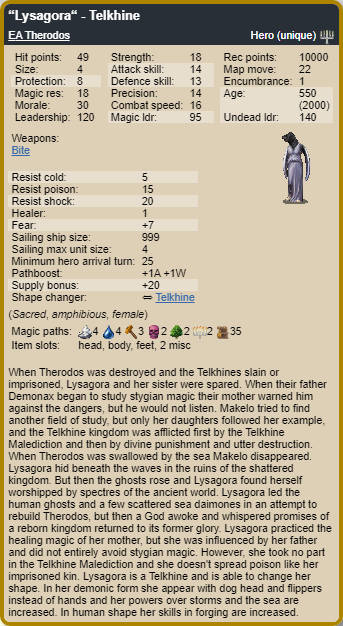 “Lysagora“ - Telkhine
EA Therodos Hero (unique)
Hit points: 49 Strength: 18 Rec points: 10000
Size: 4 Attack skill: 14 Map move: 22
Protection: 8 Defence skill: 13 Encumbrance: 1
Magic res: 18 Precision: 14 Age: 550
Morale: 30 Combat speed: 16 (2000)
Leadership: 120 Magic ldr: 95 Undead ldr: 140
Weapons:
Bite
Resist cold: 5
Resist poison: 15
Resist shock: 20
Healer: 1
Fear: +7
Sailing ship size: 999
Sailing max unit size: 4
Minimum hero arrival turn: 25
Pathboost: +1A +1W
Supply bonus: +20
Shape changer: ⇔ Telkhine
(Sacred, amphibious, female)
Magic paths: 4 4 3 2 2 2 35
Item slots: head, body, feet, 2 misc
When Therodos was destroyed and the Telkhines slain or
imprisoned, Lysagora and her sister were spared. When their father
Demonax began to study stygian magic their mother warned him
against the dangers, but he would not listen. Makelo tried to find
another field of study, but only her daughters followed her example,
and the Telkhine kingdom was afflicted first by the Telkhine
Malediction and then by divine punishment and utter destruction.
When Therodos was swallowed by the sea Makelo disappeared.
Lysagora hid beneath the waves in the ruins of the shattered
kingdom. But then the ghosts rose and Lysagora found herself
worshipped by spectres of the ancient world. Lysagora led the
human ghosts and a few scattered sea daimones in an attempt to
rebuild Therodos, but then a God awoke and whispered promises of
a reborn kingdom returned to its former glory. Lysagora practiced the
healing magic of her mother, but she was influenced by her father
and did not entirely avoid stygian magic. However, she took no part
in the Telkhine Malediction and she doesn't spread poison like her
imprisoned kin. Lysagora is a Telkhine and is able to change her
shape. In her demonic form she appear with dog head and flippers
instead of hands and her powers over storms and the sea are
increased. In human shape her skills in forging are increased.